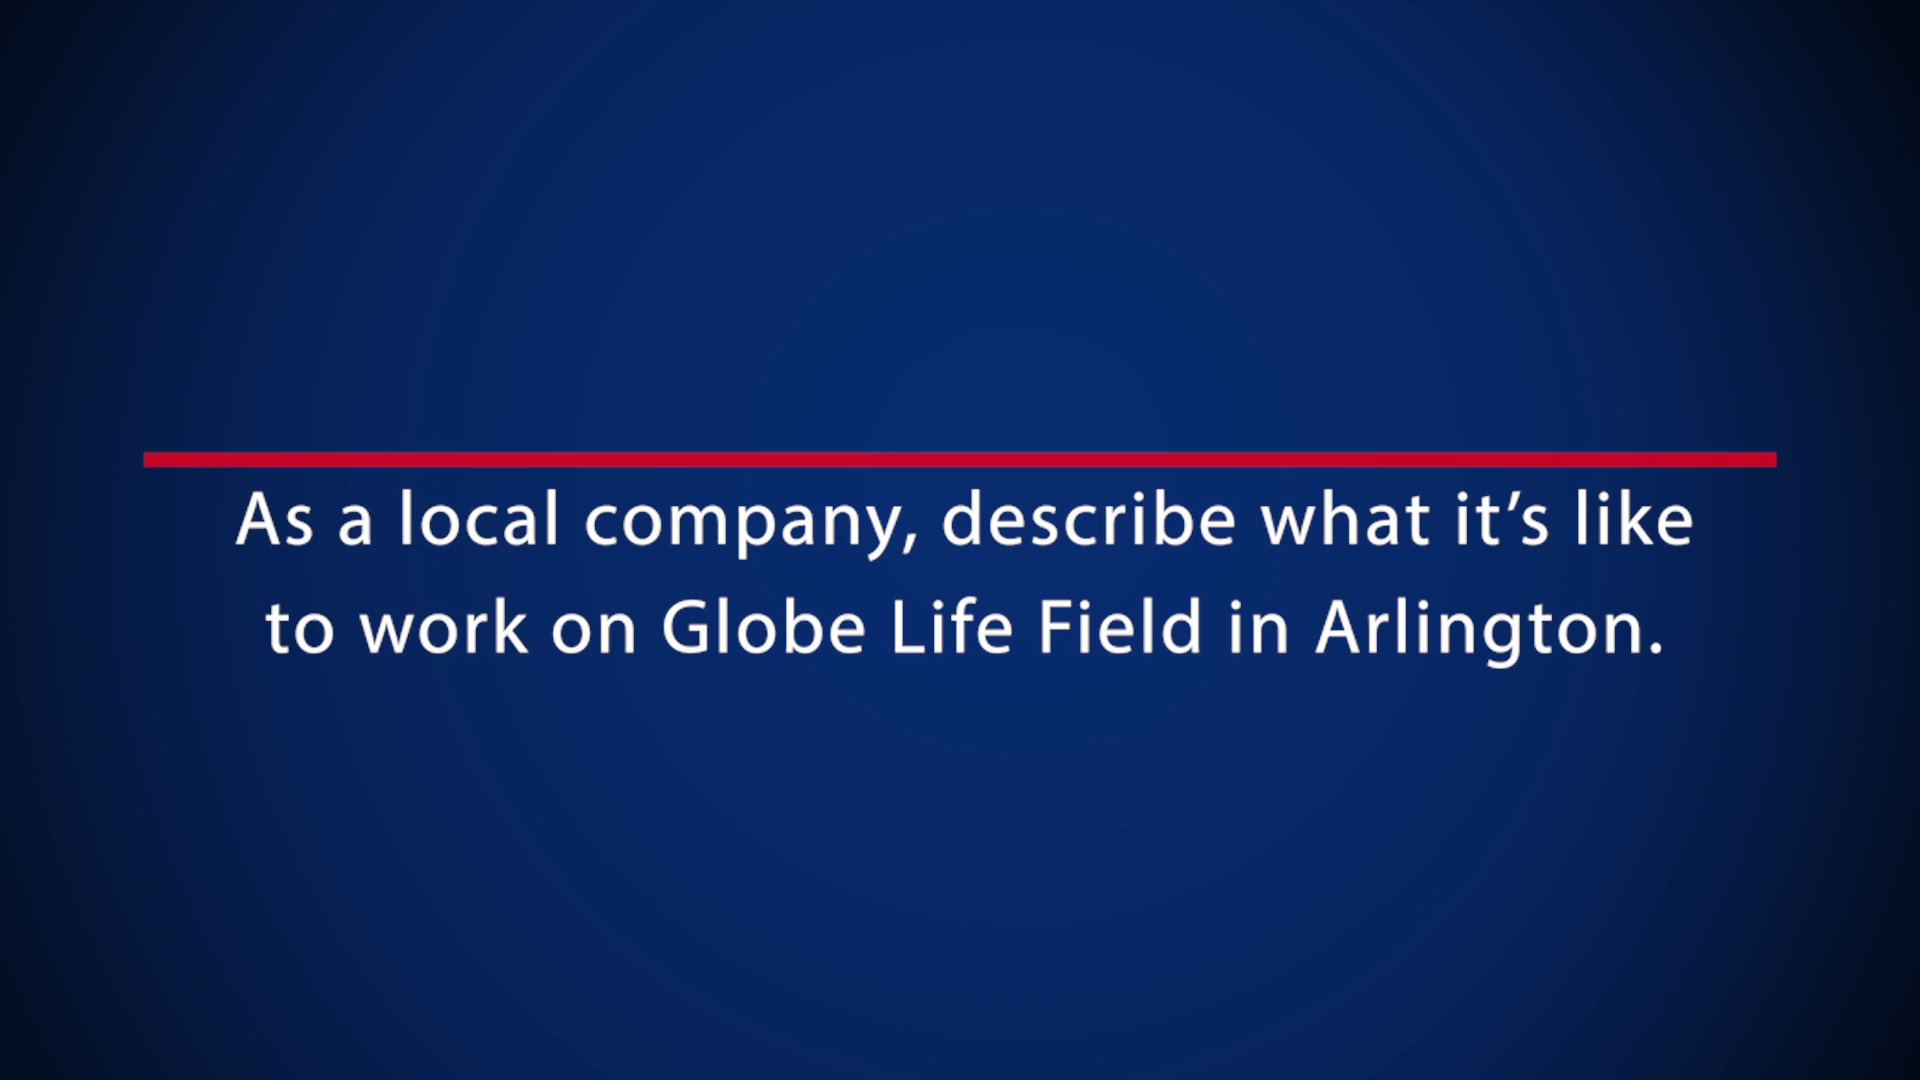 As a local company, describe what it’s like
to work on Globe Life Field in Arlington.